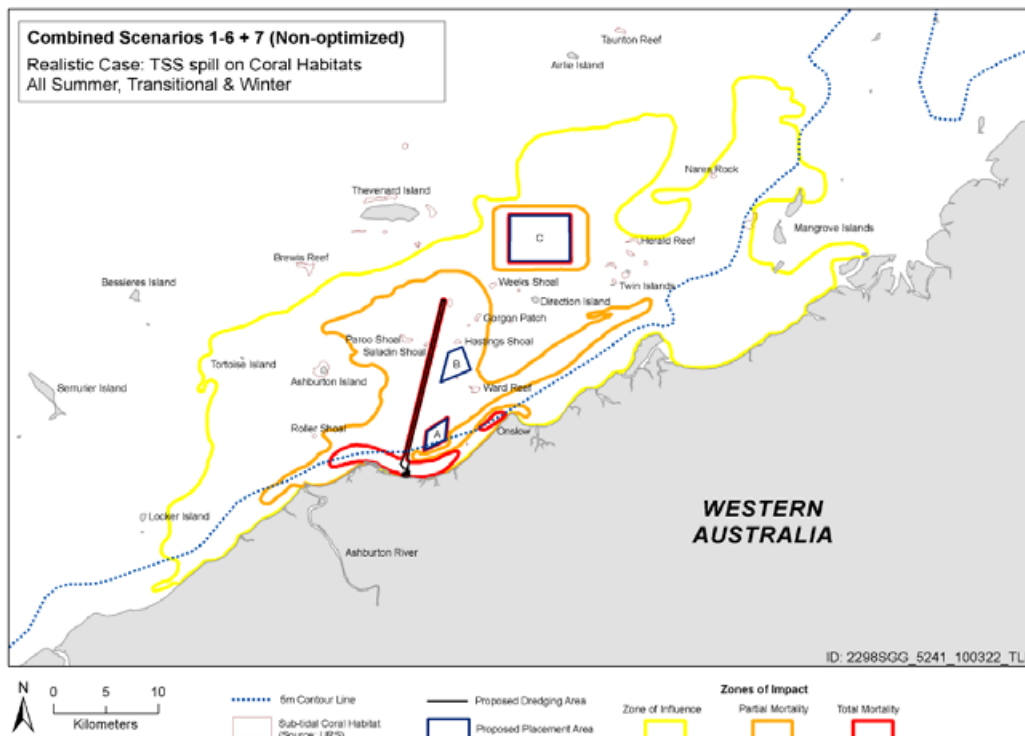 Combined Scenarios 1-6 + 7 (Non-optimized)
Realistic Case: TSS spill on Coral Habitats
All Summer, Transitional & Winter
Taunton Reef
Airlie Island
Nares Rock
Thevenard Island
Mangrove Islands
C
Herald Reef
Brewis Reef
Bessieres Island
Weeks Shoal
Twin Islands
Direction Island
Gorgon Patch
Paroo Shoal
Hastings Shoal
Saladin Shoal
Tortoise Island
B
Ashburton Island
Serrurier Island
Ward Reef
Roller Shoal
A
Onslow
WESTERN
AUSTRALIA
Locker Island
Ashburton River
ID: 2298SGG_5241_100322_TL
N
0 5 10
Kilometers
5m Contour Line
Sub-tidal Coral Habitat
(Source: URS)
Proposed Dredging Area
Proposed Placement Area
Zones of Impact
Zone of Influence
Partial Mortality
Total Mortality